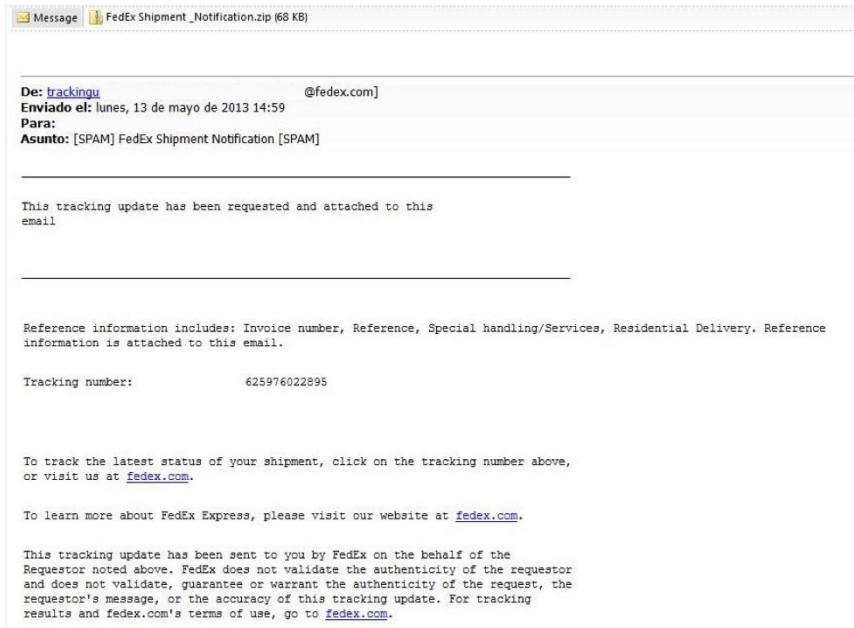 Message FedEx Shipment _Notification.zip (68 KB)
De: trackingu @fedex.com]
Enviado el: lunes, 13 de mayo de 2013 14:59
Para:
Asunto: [SPAM] FedEx Shipment Notification [SPAM]
This tracking update has been requested and attached to this
email
Reference information includes: Invoice number, Reference, Special handling/Services, Residential Delivery. Reference
information is attached to this email.
Tracking number: 625976022895
To track the latest status of your shipment, click on the tracking number above,
or visit us at fedex.com.
To learn more about FedEx Express, please visit our website at fedex.com.
This tracking update has been sent to you by FedEx on the behalf of the
Requestor noted above. FedEx does not validate the authenticity of the requestor
and does not validate, guarantee or warrant the authenticity of the request, the
requestor's message, or the accuracy of this tracking update. For tracking
results and fedex.com's terms of use, go to fedex.com.